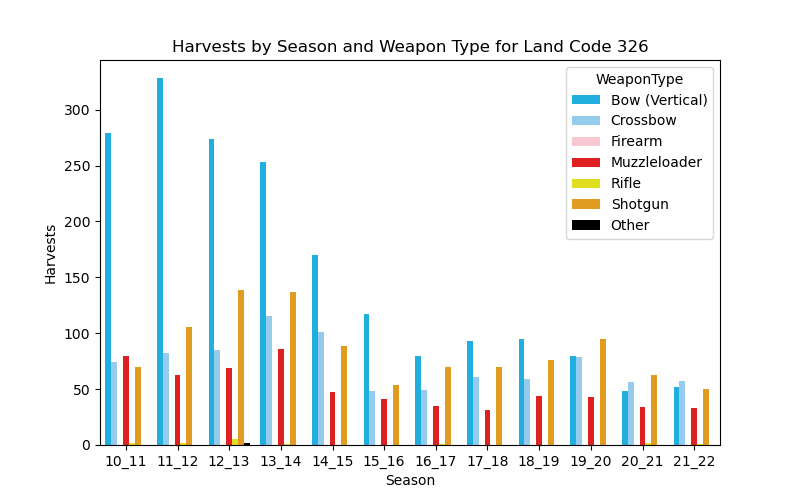 Harvests by Season and Weapon Type for Land Code 326
WeaponType
Bow (Vertical)
Crossbow
Firearm
Muzzleloader
Rifle
Shotgun
Other
Harvests
300
250
200
150
100
50
0
10_11 11_12 12_13 13_14 14_15 15_16 16_17 17_18 18_19 19_20 20_21 21_22
Season